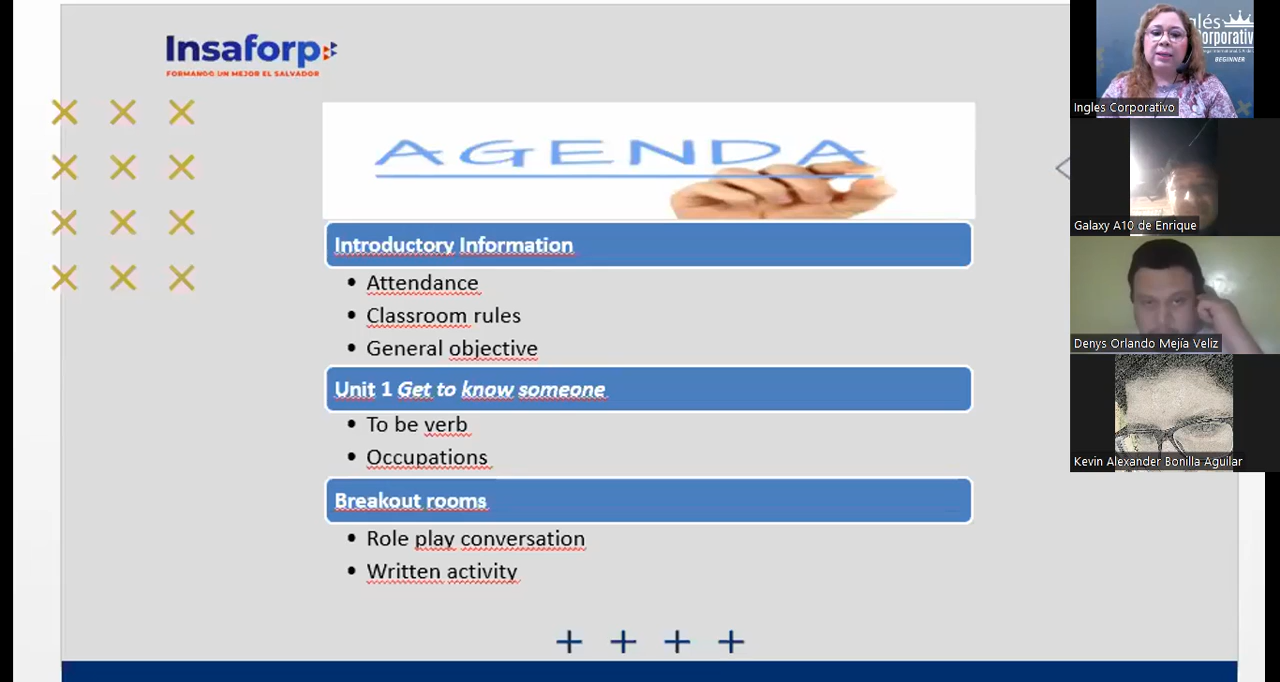 Insaforp
FORMANDO UN MEJOR EL SALVADOR
AGENDA
Introductory Information
• Attendance
• Classroom rules
• General objective
Unit 1 Get to know someone
• To be verb
• Occupations
Breakout rooms
• Role play conversation
• Written activity
BEGINNER
Ingles Corporativo
Galaxy A10 de Enrique
Denys Orlando Mejía Veliz
Kevin Alexander Bonilla Aguilar